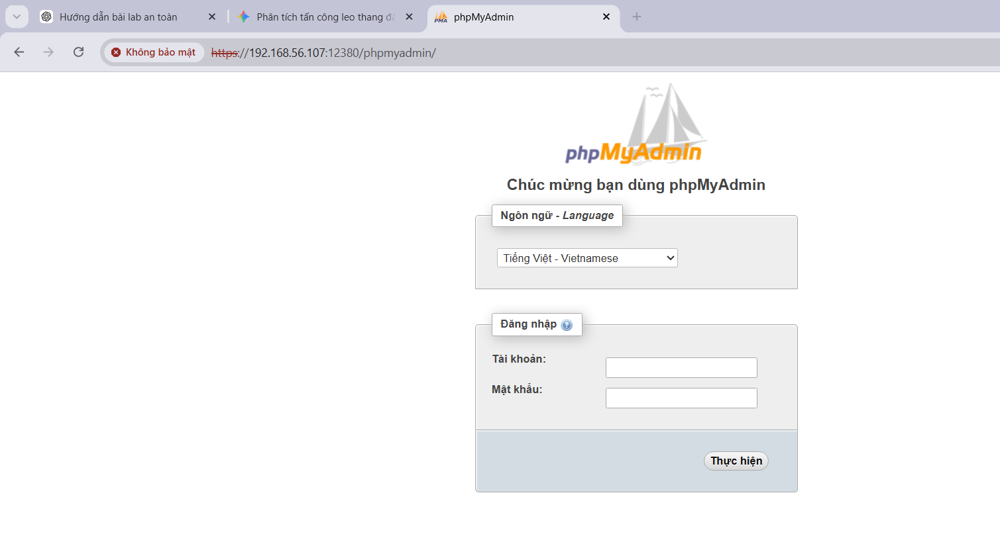 Hướng dẫn bài lab an toàn
Phân tích tấn công leo thang đặ
phpMyAdmin
Không bảo mật
https://192.168.56.107:12380/phpmyadmin/
phpMyAdmin
Chúc mừng bạn dùng phpMyAdmin
Ngôn ngữ - Language
Tiếng Việt - Vietnamese
Đăng nhập
Tài khoản:
Mật khẩu:
Thực hiện